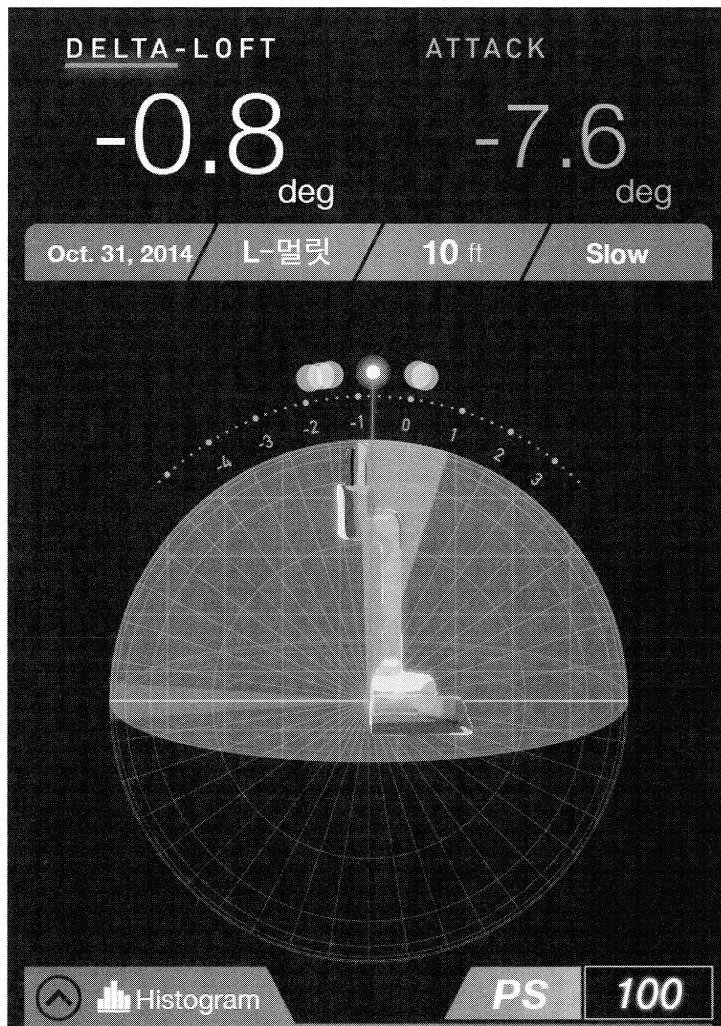 DELTA-LOFT ATTACK
-0.8 deg -7.6 deg
Oct. 31, 2014 L-멀릿 10 ft Slow
-4 -3 -2 -1 0 1 2 3
Histogram PS 100